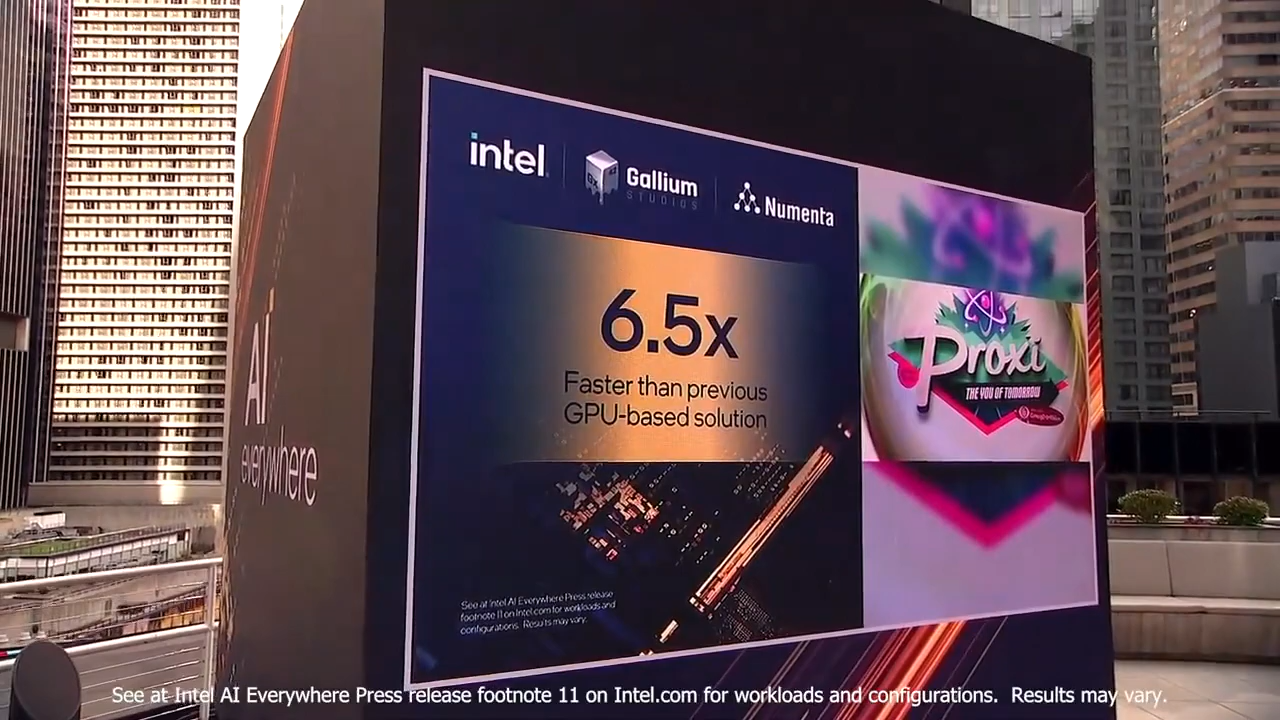 AI
everywhere
intel
Gallium
STUDIOS
Numenta
6.5x
Faster than previous
GPU-based solution
Proxi
THE YOU OF TOMORROW
See at Intel AI Everywhere Press release
footnote 11 on Intel.com for workloads and
configurations. Results may vary.
See at Intel AI Everywhere Press release footnote 11 on Intel.com for workloads and configurations. Results may vary.